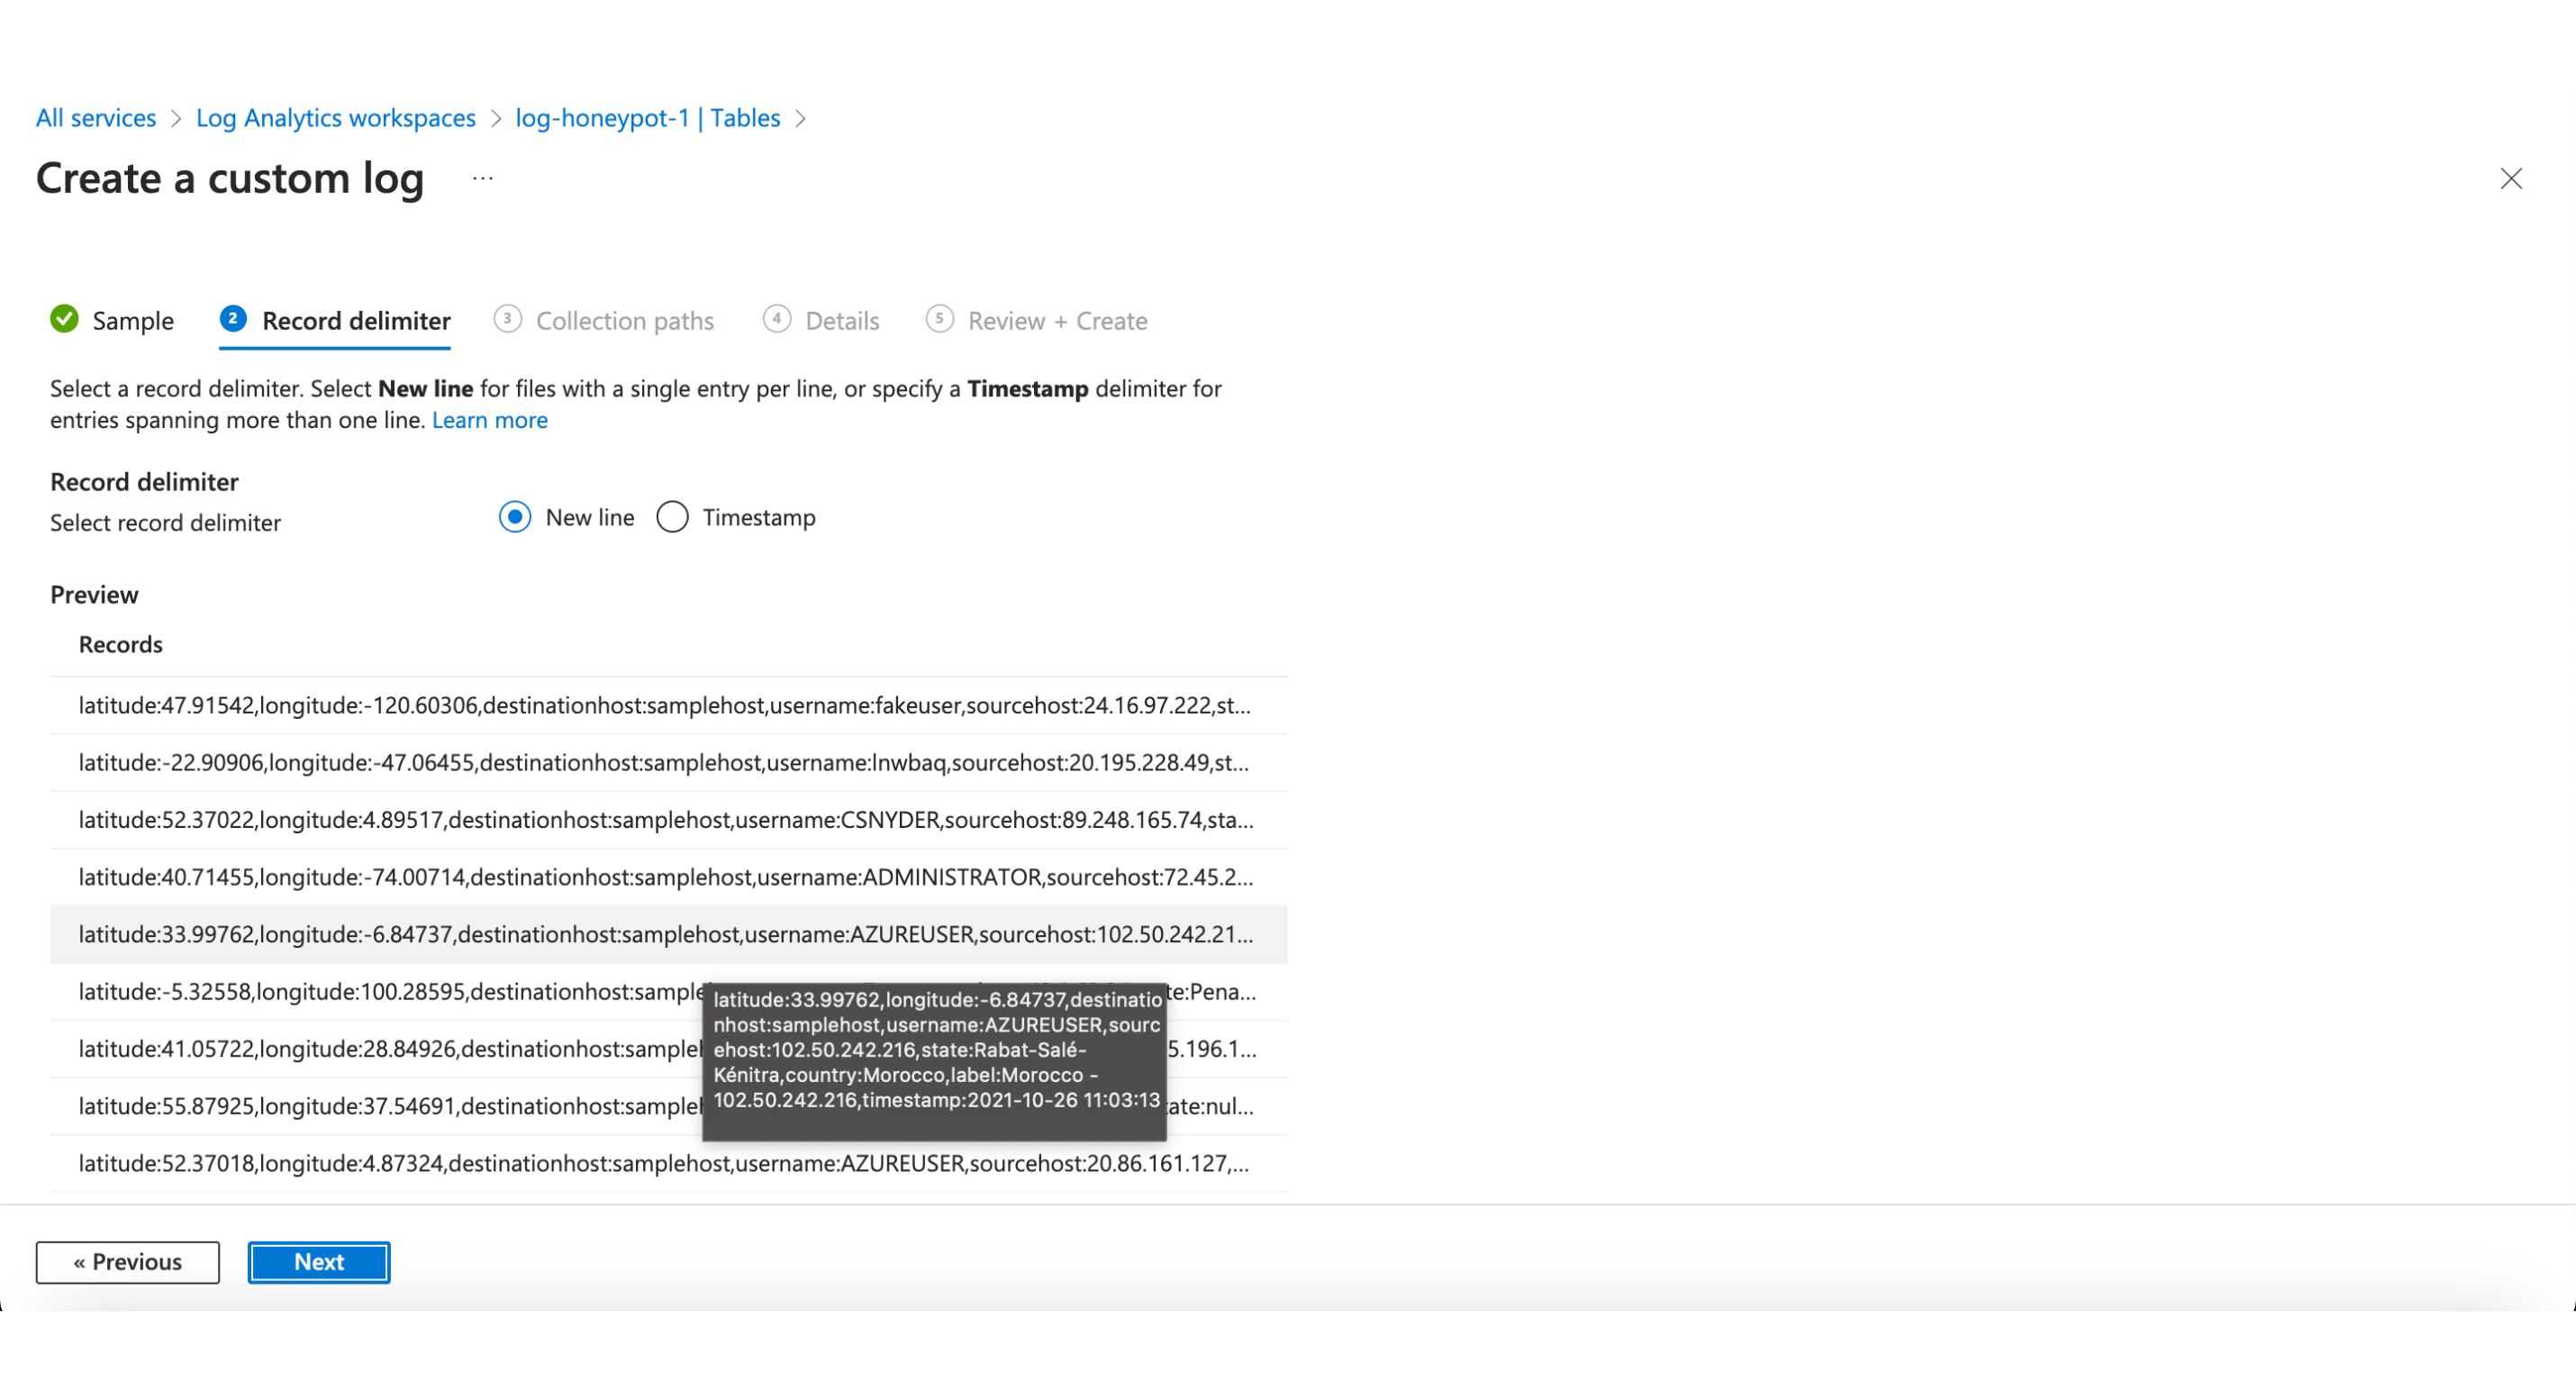 All services > Log Analytics workspaces > log-honeypot-1 | Tables >
Create a custom log ...
Sample 2 Record delimiter 3 Collection paths 4 Details 5 Review + Create
Select a record delimiter. Select New line for files with a single entry per line, or specify a Timestamp delimiter for
entries spanning more than one line. Learn more
Record delimiter
Select record delimiter New line Timestamp
Preview
Records
latitude:47.91542,longitude:-120.60306,destinationhost:samplehost,username:fakeuser,sourcehost:24.16.97.222,st...
latitude:-22.90906,longitude:-47.06455,destinationhost:samplehost,username:lnwbaq,sourcehost:20.195.228.49,st...
latitude:52.37022,longitude:4.89517,destinationhost:samplehost,username:CSNYDER,sourcehost:89.248.165.74,sta...
latitude:40.71455,longitude:-74.00714,destinationhost:samplehost,username:ADMINISTRATOR,sourcehost:72.45.2...
latitude:33.99762,longitude:-6.84737,destinationhost:samplehost,username:AZUREUSER,sourcehost:102.50.242.21...
latitude:-5.32558,longitude:100.28595,destinationhost:sample te:Pena...
latitude:41.05722,longitude:28.84926,destinationhost:sample 5.196.1...
latitude:55.87925,longitude:37.54691,destinationhost:sample ate:nul...
latitude:33.99762,longitude:-6.84737,destinatio
nhost:samplehost,username:AZUREUSER,sourc
ehost:102.50.242.216,state:Rabat-Salé-
Kénitra,country:Morocco,label:Morocco -
102.50.242.216,timestamp:2021-10-26 11:03:13
latitude:52.37018,longitude:4.87324,destinationhost:samplehost,username:AZUREUSER,sourcehost:20.86.161.127,...
« Previous Next